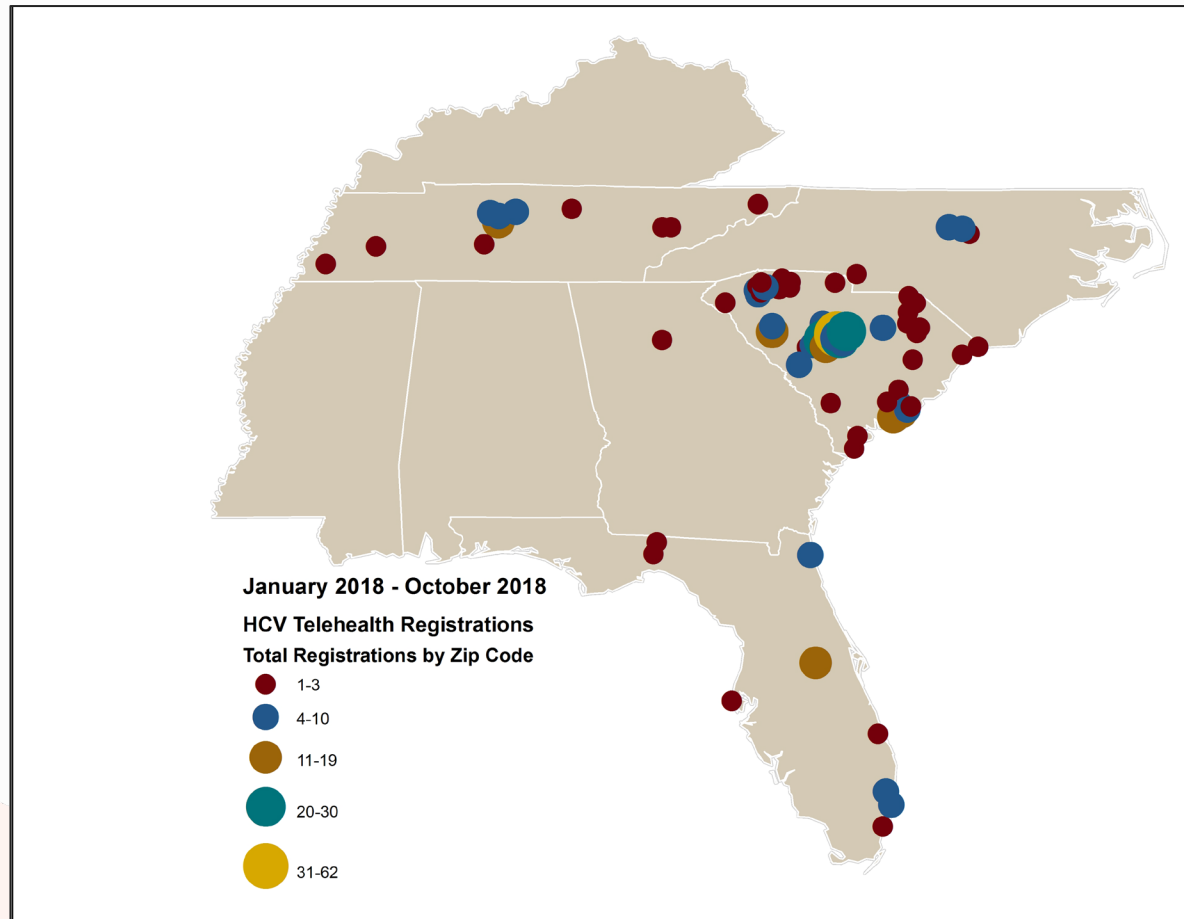 January 2018 - October 2018
HCV Telehealth Registrations
Total Registrations by Zip Code
1-3
4-10
11-19
20-30
31-62